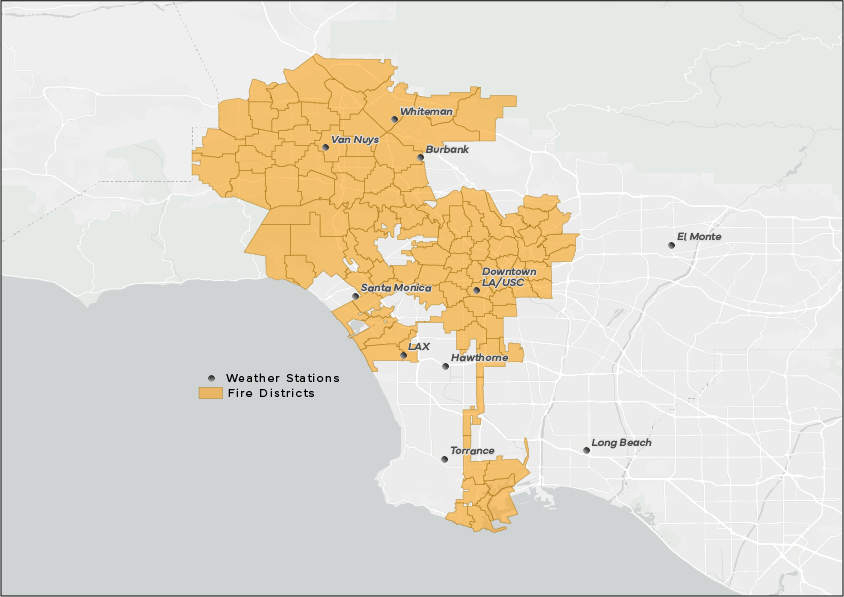 Whiteman
Van Nuys
Burbank
El Monte
Downtown
LA/USC
Santa Monica
LAX
Hawthorne
Weather Stations
Fire Districts
Long Beach
Torrance